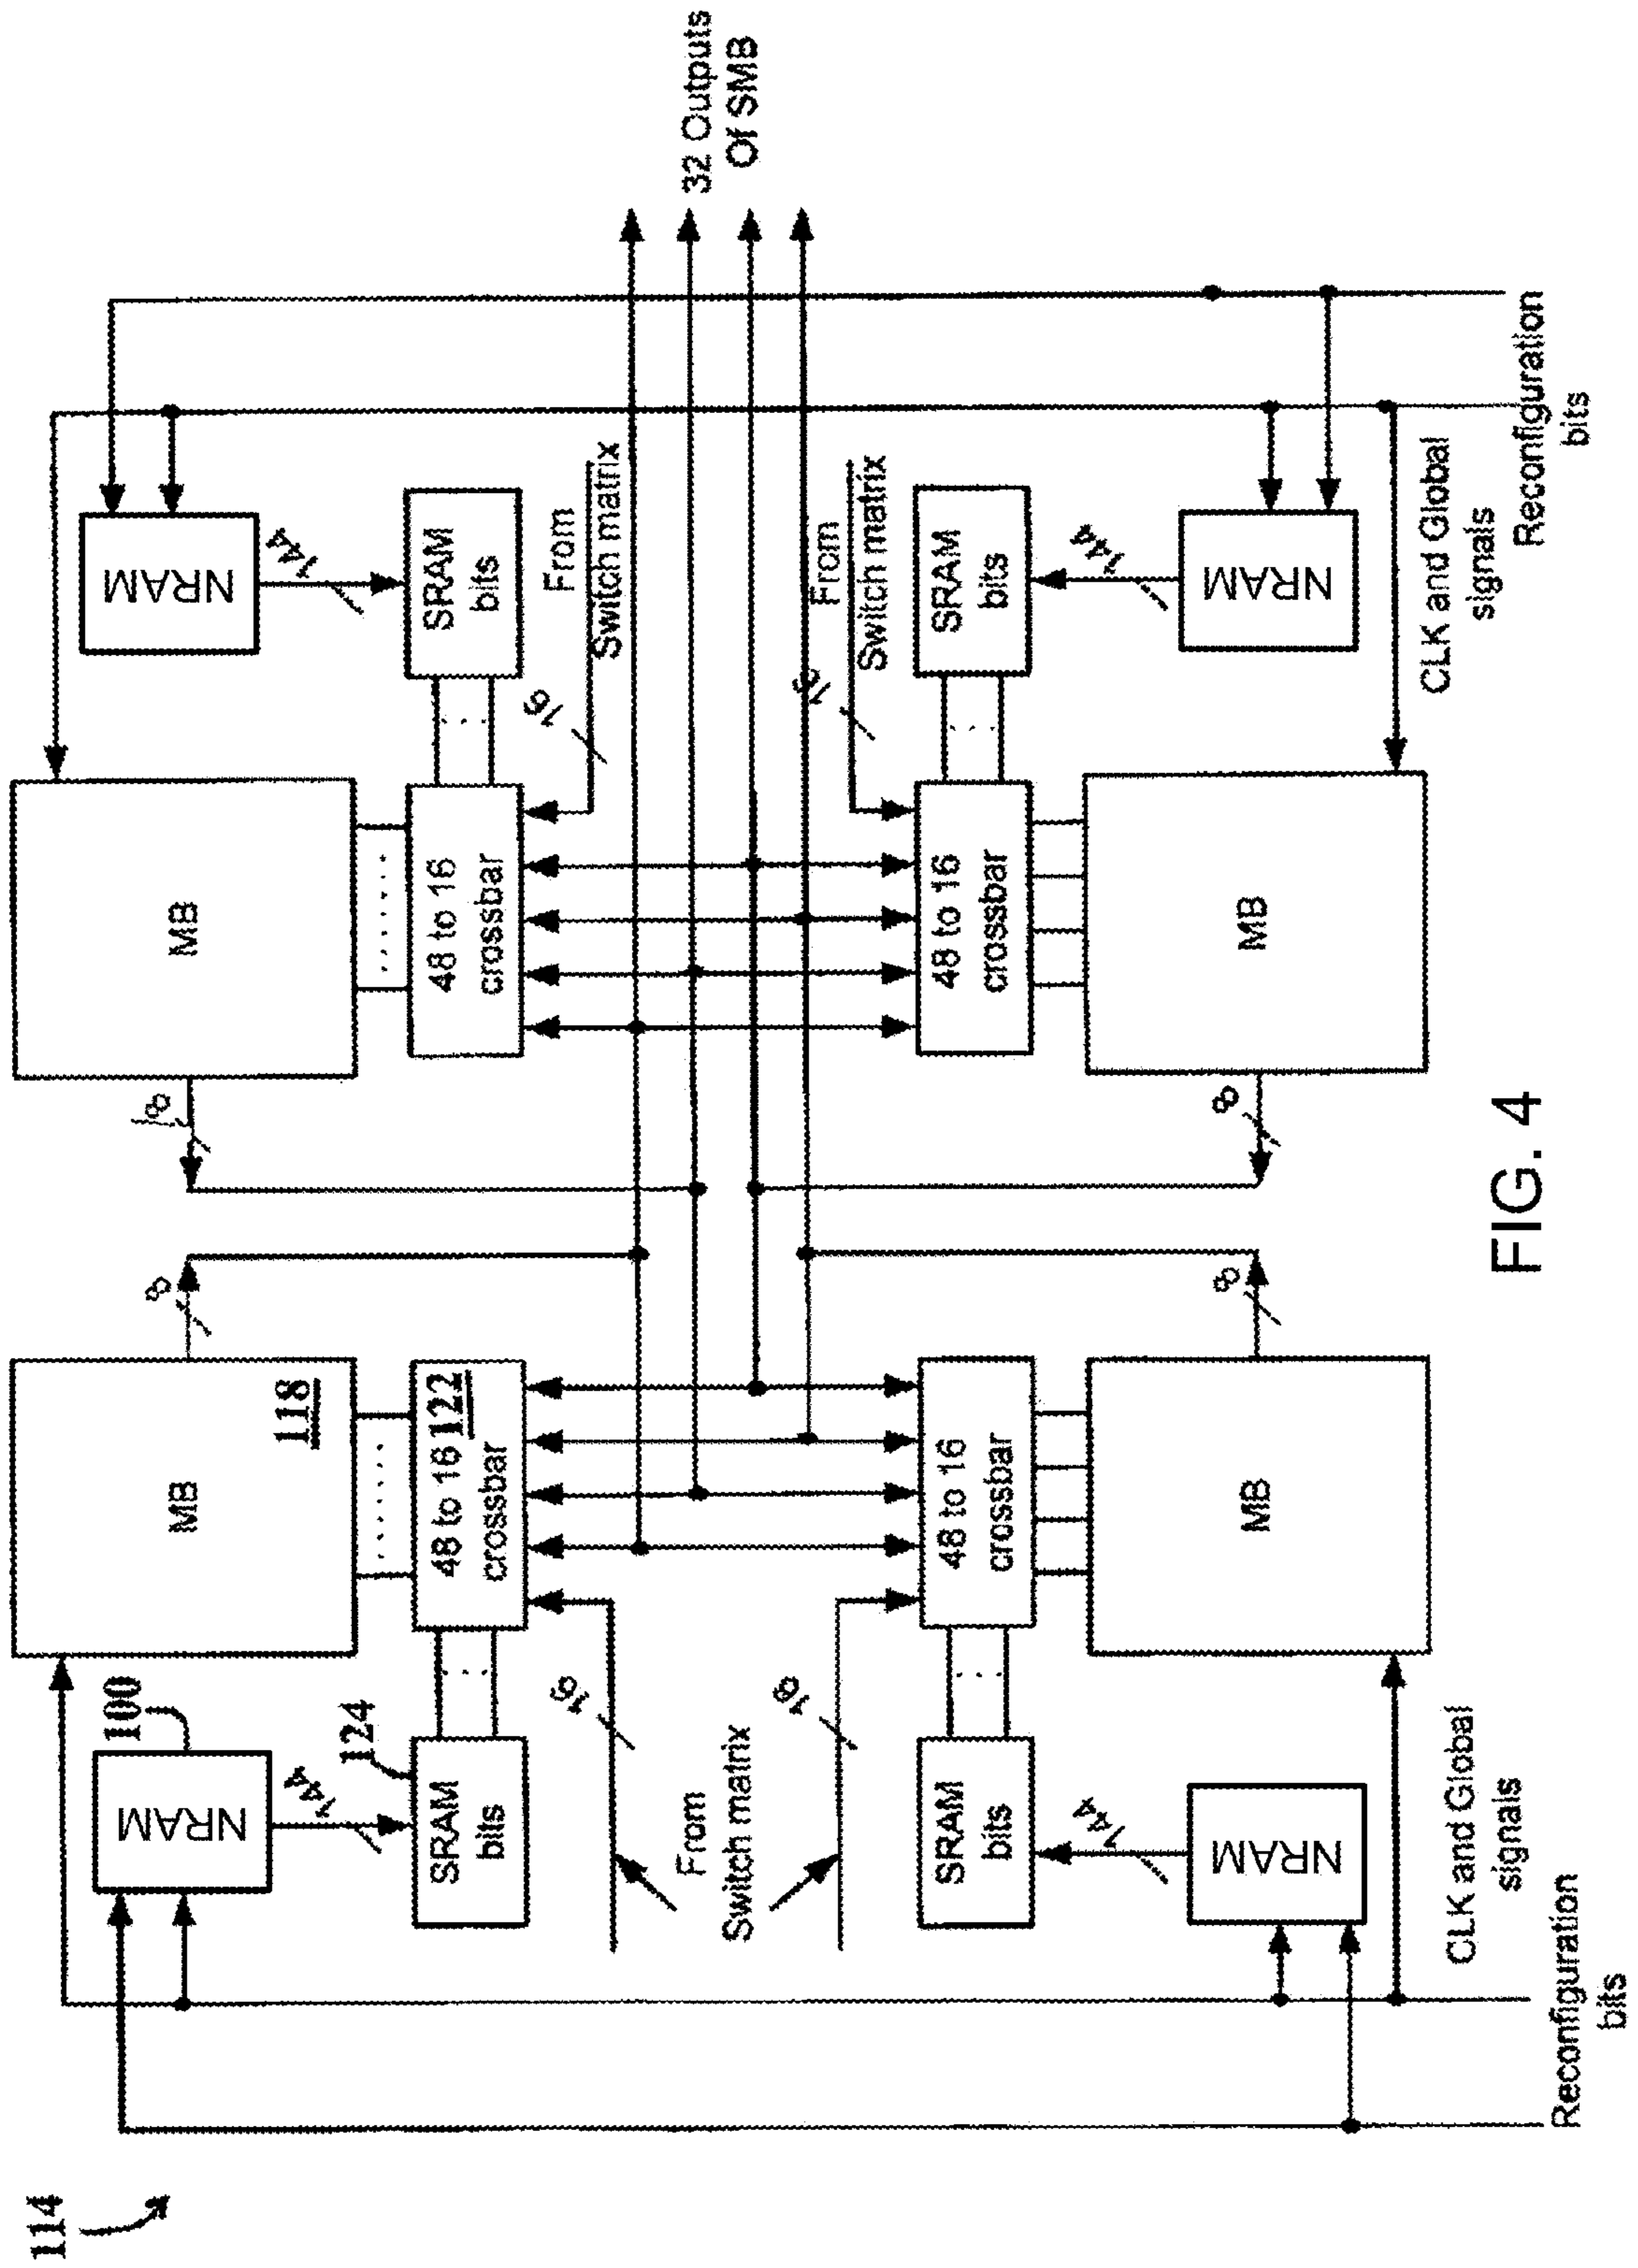 114
NRAM
100
144
124
SRAM
bits
MB
118
48 to 16 122
crossbar
16
8
MB
8
48 to 16
crossbar
NRAM
144
SRAM
bits
16
From
Switch matrix
From
Switch matrix
32 Outputs
Of SMB
16
From
Switch matrix
16
SRAM
bits
48 to 16
crossbar
144
NRAM
MB
8
48 to 16
crossbar
MB
8
SRAM
bits
144
NRAM
CLK and Global
signals
Reconfiguration
bits
CLK and Global
signals
Reconfiguration
bits
FIG. 4